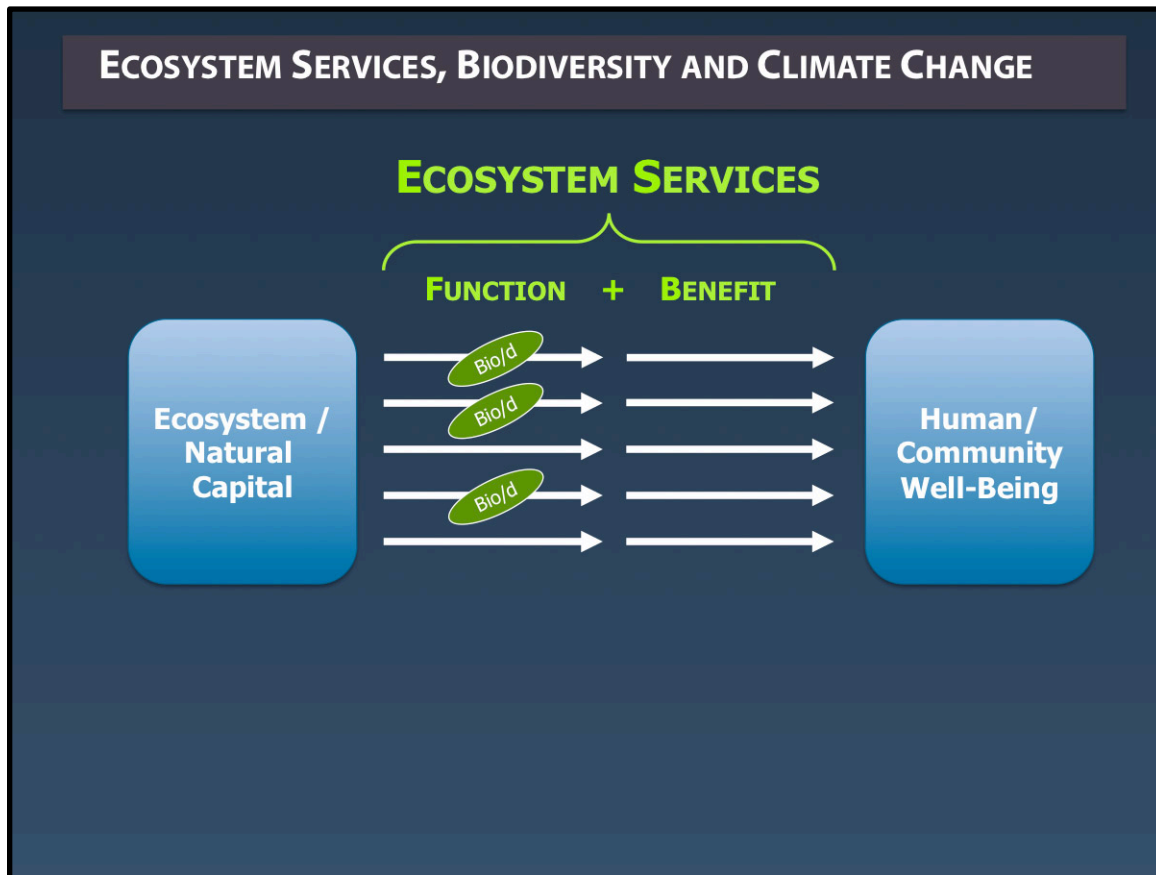 ECOSYSTEM SERVICES, BIODIVERSITY AND CLIMATE CHANGE
ECOSYSTEM SERVICES
FUNCTION + BENEFIT
Bio/d
Bio/d
Bio/d
Ecosystem /
Natural
Capital
Human/
Community
Well-Being